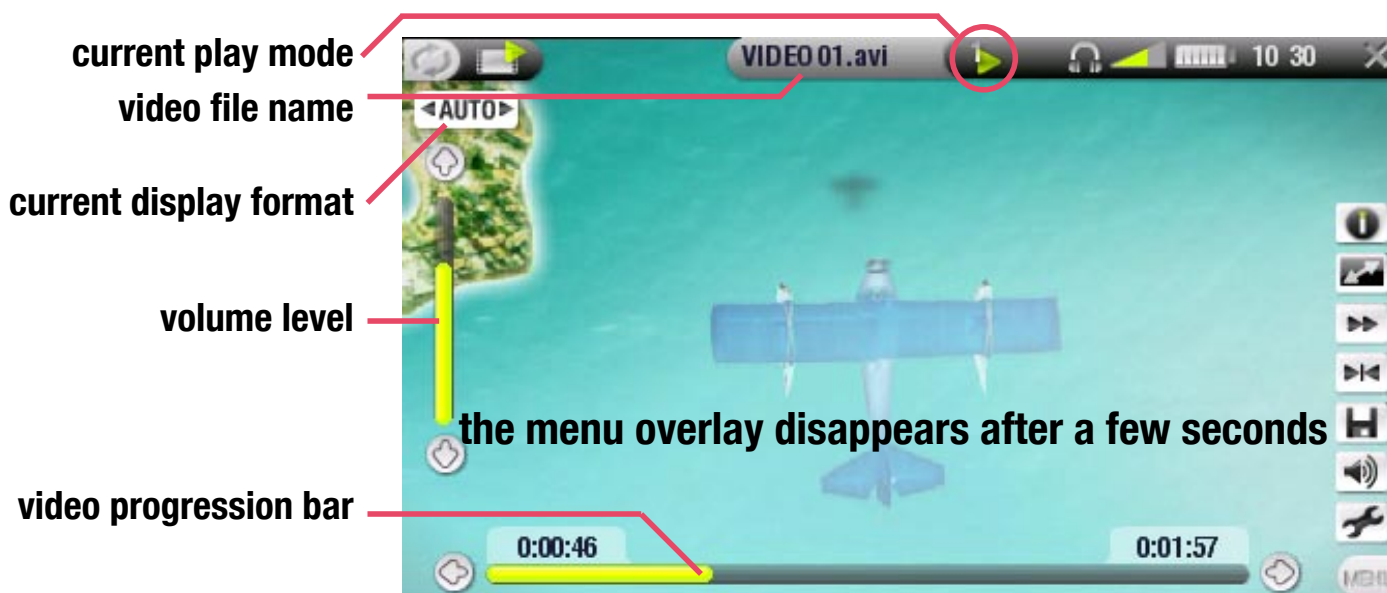 current play mode
VIDEO 01.avi
10 30
video file name
◄AUTO►
current display format
volume level
the menu overlay disappears after a few seconds
video progression bar
0:00:46
0:01:57
MENU